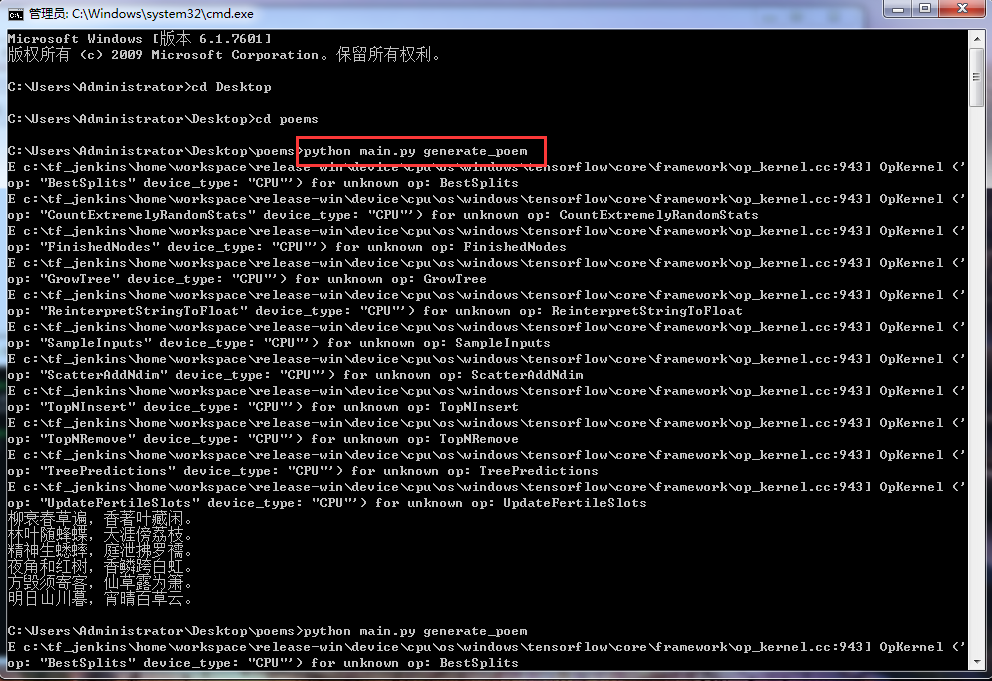 管理员: C:\Windows\system32\cmd.exe
Microsoft Windows [版本 6.1.7601]
版权所有 (c) 2009 Microsoft Corporation。保留所有权利。
C:\Users\Administrator>cd Desktop
C:\Users\Administrator\Desktop>cd poems
C:\Users\Administrator\Desktop\poems>python main.py generate_poem
E c:\tf_jenkins\home\workspace\release-win\device\cpu\os\windows\tensorflow\core\framework\op_kernel.cc:943] OpKernel ('
op: "BestSplits" device_type: "CPU"') for unknown op: BestSplits
E c:\tf_jenkins\home\workspace\release-win\device\cpu\os\windows\tensorflow\core\framework\op_kernel.cc:943] OpKernel ('
op: "CountExtremelyRandomStats" device_type: "CPU"') for unknown op: CountExtremelyRandomStats
E c:\tf_jenkins\home\workspace\release-win\device\cpu\os\windows\tensorflow\core\framework\op_kernel.cc:943] OpKernel ('
op: "FinishedNodes" device_type: "CPU"') for unknown op: FinishedNodes
E c:\tf_jenkins\home\workspace\release-win\device\cpu\os\windows\tensorflow\core\framework\op_kernel.cc:943] OpKernel ('
op: "GrowTree" device_type: "CPU"') for unknown op: GrowTree
E c:\tf_jenkins\home\workspace\release-win\device\cpu\os\windows\tensorflow\core\framework\op_kernel.cc:943] OpKernel ('
op: "ReinterpretStringToFloat" device_type: "CPU"') for unknown op: ReinterpretStringToFloat
E c:\tf_jenkins\home\workspace\release-win\device\cpu\os\windows\tensorflow\core\framework\op_kernel.cc:943] OpKernel ('
op: "SampleInputs" device_type: "CPU"') for unknown op: SampleInputs
E c:\tf_jenkins\home\workspace\release-win\device\cpu\os\windows\tensorflow\core\framework\op_kernel.cc:943] OpKernel ('
op: "ScatterAddNdim" device_type: "CPU"') for unknown op: ScatterAddNdim
E c:\tf_jenkins\home\workspace\release-win\device\cpu\os\windows\tensorflow\core\framework\op_kernel.cc:943] OpKernel ('
op: "TopNInsert" device_type: "CPU"') for unknown op: TopNInsert
E c:\tf_jenkins\home\workspace\release-win\device\cpu\os\windows\tensorflow\core\framework\op_kernel.cc:943] OpKernel ('
op: "TopNRemove" device_type: "CPU"') for unknown op: TopNRemove
E c:\tf_jenkins\home\workspace\release-win\device\cpu\os\windows\tensorflow\core\framework\op_kernel.cc:943] OpKernel ('
op: "TreePredictions" device_type: "CPU"') for unknown op: TreePredictions
E c:\tf_jenkins\home\workspace\release-win\device\cpu\os\windows\tensorflow\core\framework\op_kernel.cc:943] OpKernel ('
op: "UpdateFertileSlots" device_type: "CPU"') for unknown op: UpdateFertileSlots
柳衰春草遍，香著叶藏闲。
林叶随蜂蝶，天涯傍荔枝。
精神生蟋蟀，庭泄拂罗襦。
夜角和红树，香鳞跨白虹。
方毁须寄客，仙草露为箫。
明日山川暮，宵晴百草云。
C:\Users\Administrator\Desktop\poems>python main.py generate_poem
E c:\tf_jenkins\home\workspace\release-win\device\cpu\os\windows\tensorflow\core\framework\op_kernel.cc:943] OpKernel ('
op: "BestSplits" device_type: "CPU"') for unknown op: BestSplits